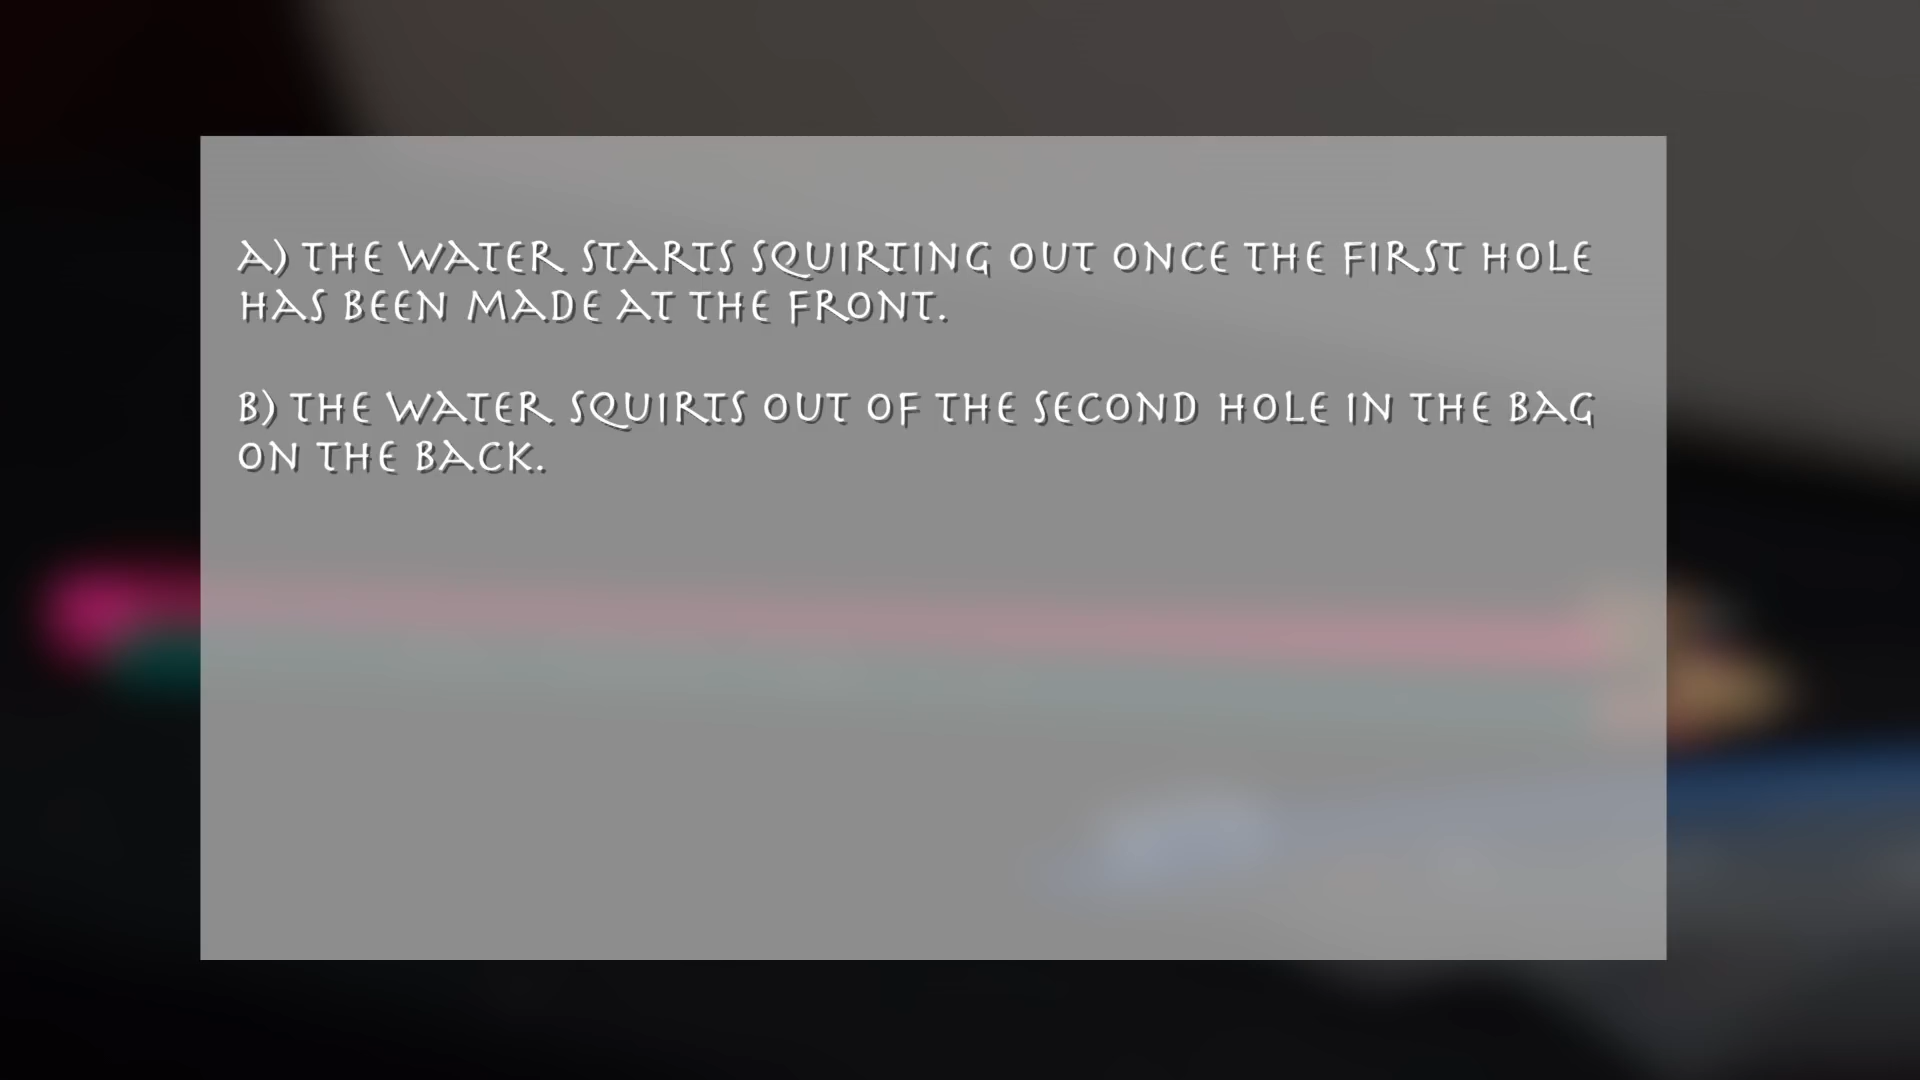 a) THE WATER STARTS SQUIRTING OUT ONCE THE FIRST HOLE
HAS BEEN MADE AT THE FRONT.
B) THE WATER SQUIRTS OUT OF THE SECOND HOLE IN THE BAG
ON THE BACK.